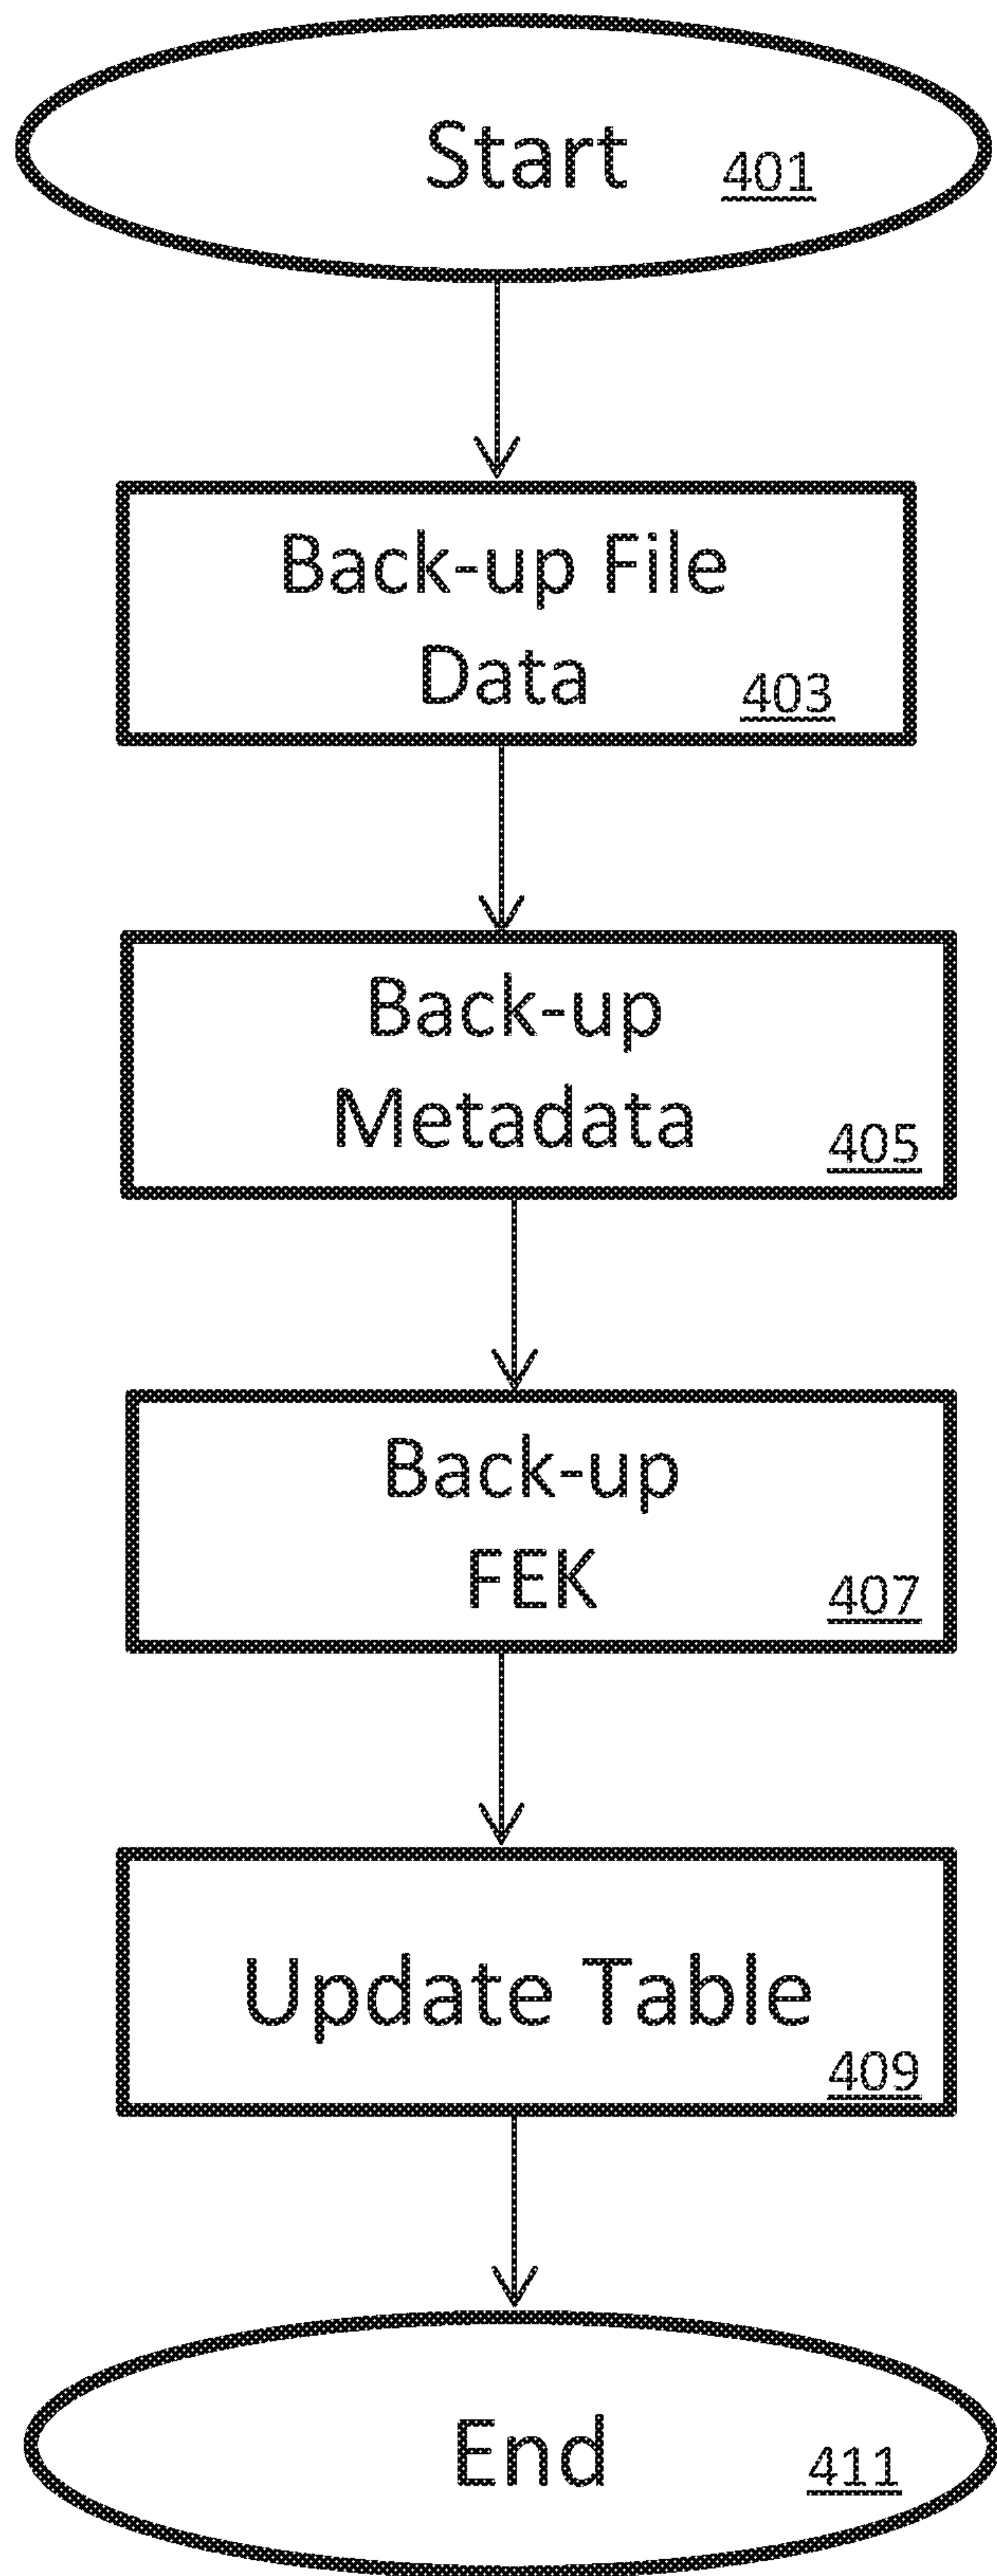 Start 401
Back-up File
Data 403
Back-up
Metadata 405
Back-up
FEK 407
Update Table
409
End 411